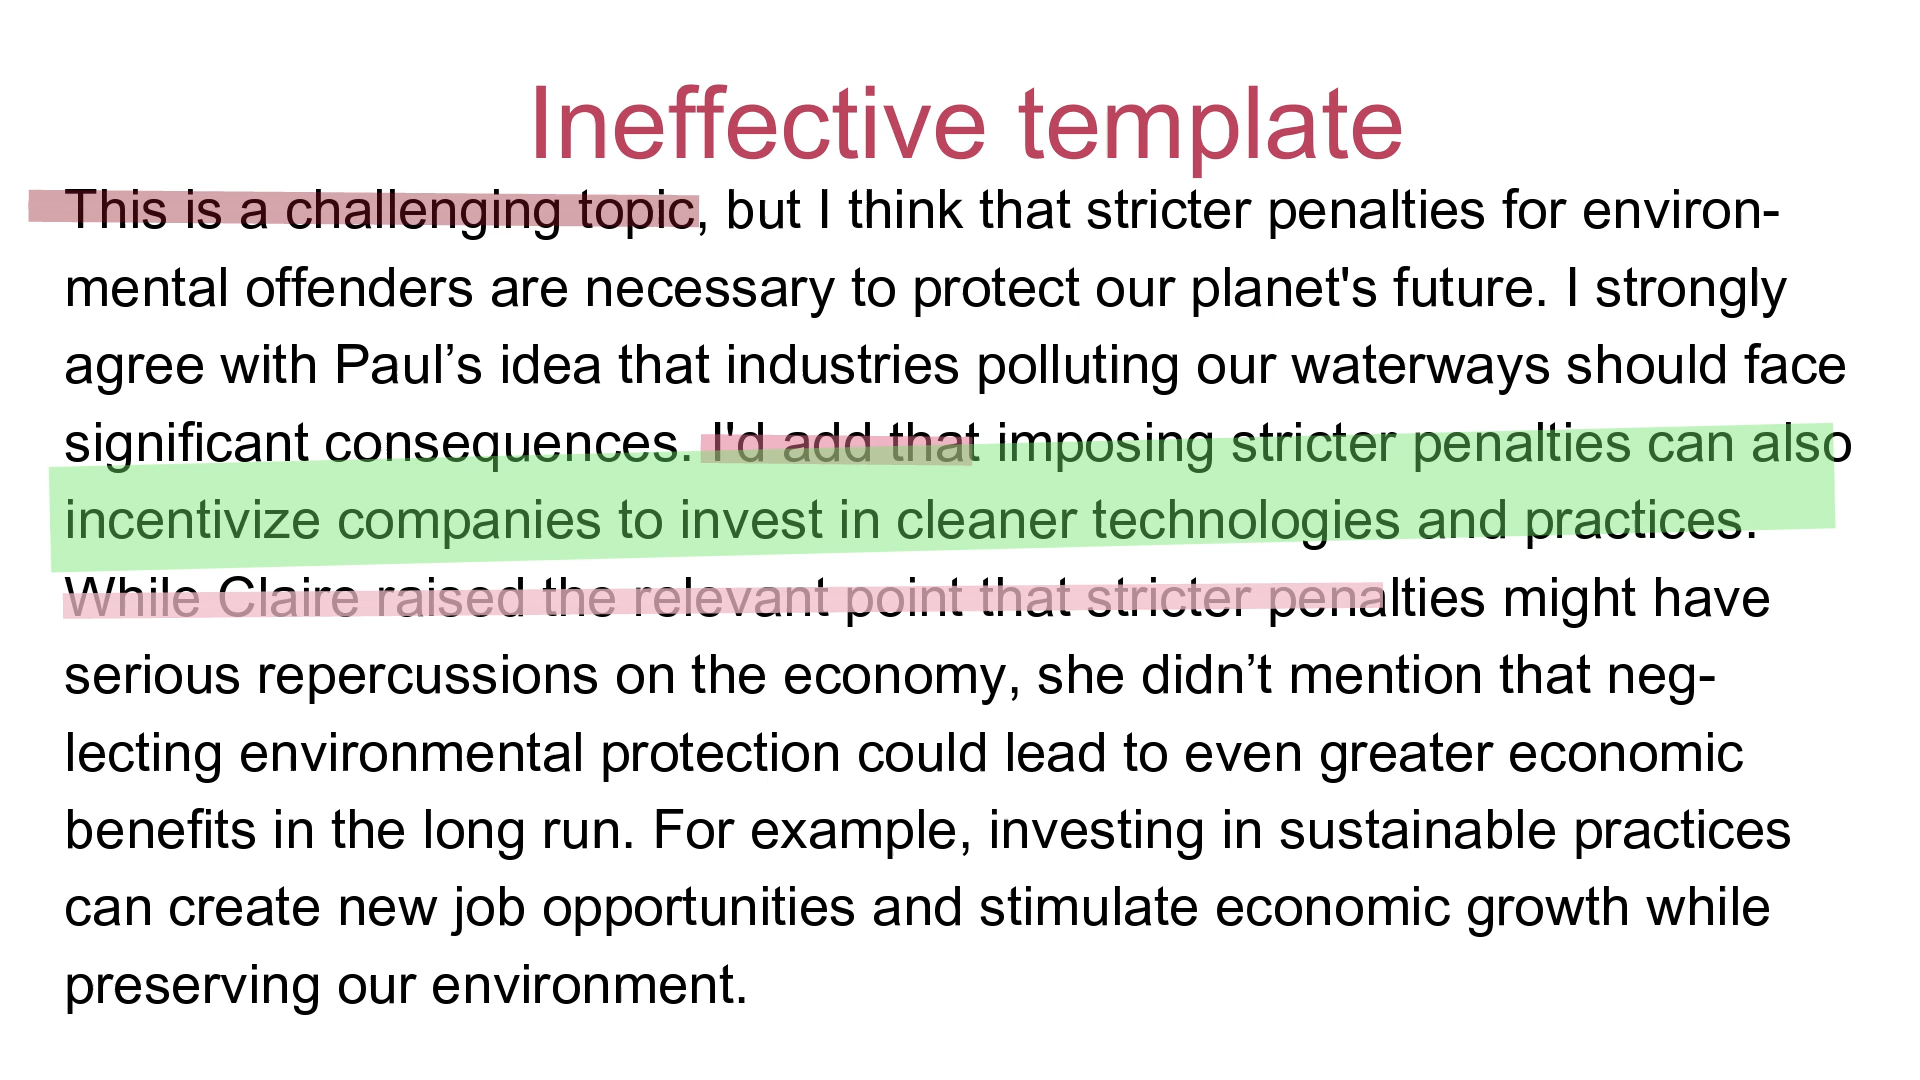 Ineffective template
This is a challenging topic, but I think that stricter penalties for environ-
mental offenders are necessary to protect our planet's future. I strongly
agree with Paul’s idea that industries polluting our waterways should face
significant consequences. I'd add that imposing stricter penalties can also
incentivize companies to invest in cleaner technologies and practices.
While Claire raised the relevant point that stricter penalties might have
serious repercussions on the economy, she didn’t mention that neg-
lecting environmental protection could lead to even greater economic
benefits in the long run. For example, investing in sustainable practices
can create new job opportunities and stimulate economic growth while
preserving our environment.